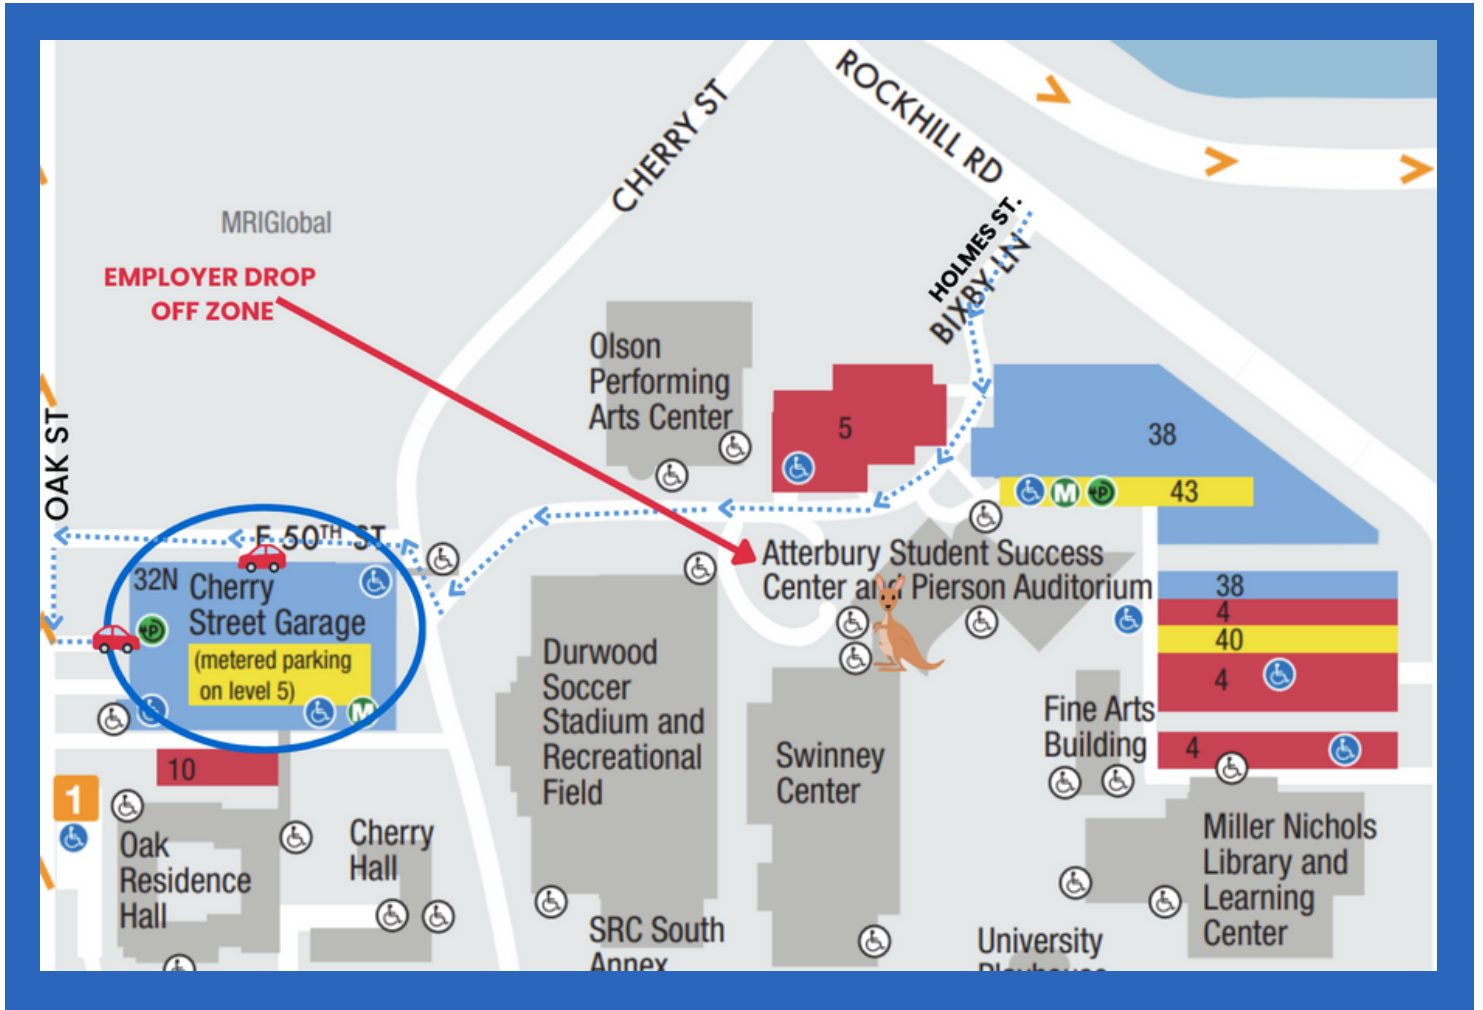 CHERRY ST
ROCKHILL RD
MRIGlobal
HOLMES ST.
BIXBY LN
EMPLOYER DROP
OFF ZONE
Olson
Performing
Arts Center
5
38
M
P
43
OAK ST
E 50TH ST
32N
Cherry
Street Garage
P
(metered parking
on level 5)
M
Atterbury Student Success
Center and Pierson Auditorium
38
4
40
4
4
Durwood
Soccer
Stadium and
Recreational
Field
Swinney
Center
Fine Arts
Building
10
1
Oak
Residence
Hall
Cherry
Hall
Miller Nichols
Library and
Learning
Center
SRC South
Annex
University
Playhouse